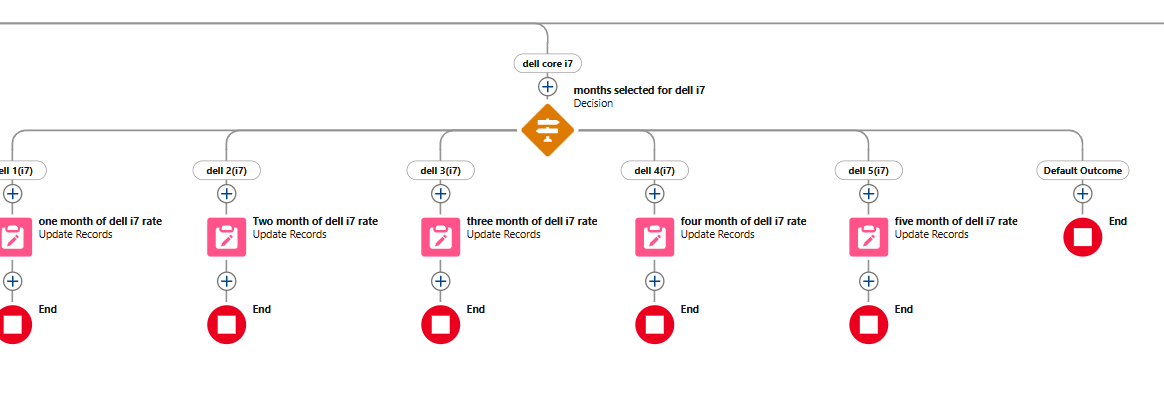 dell core i7
months selected for dell i7
Decision
ell 1(i7)
dell 2(i7)
dell 3(i7)
dell 4(i7)
dell 5(i7)
Default Outcome
one month of dell i7 rate
Update Records
Two month of dell i7 rate
Update Records
three month of dell i7 rate
Update Records
four month of dell i7 rate
Update Records
five month of dell i7 rate
Update Records
End
End
End
End
End
End